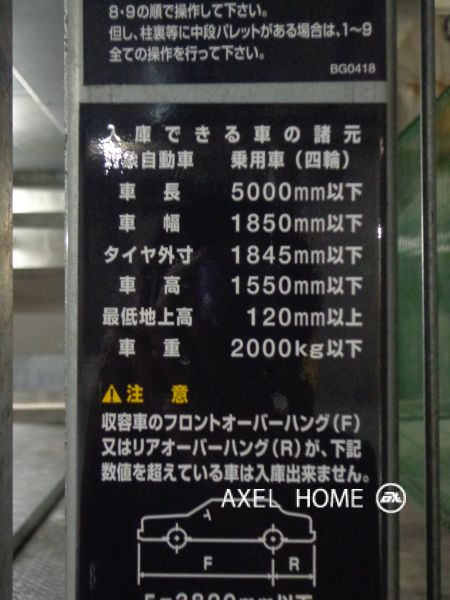 8・9の順で操作して下さい。
但し、柱裏等に中段パレットがある場合は、1〜9
全ての操作を行って下さい。
BG0418
入庫できる車の諸元
対象自動車 乗用車（四輪）
車長 5000mm以下
車幅 1850mm以下
タイヤ外寸 1845mm以下
車高 1550mm以下
最低地上高 120mm以上
車重 2000kg以下
注意
収容車のフロントオーバーハング（F）
又はリアオーバーハング（R）が、下記
数値を超えている車は入庫出来ません。
AXEL HOME
F R